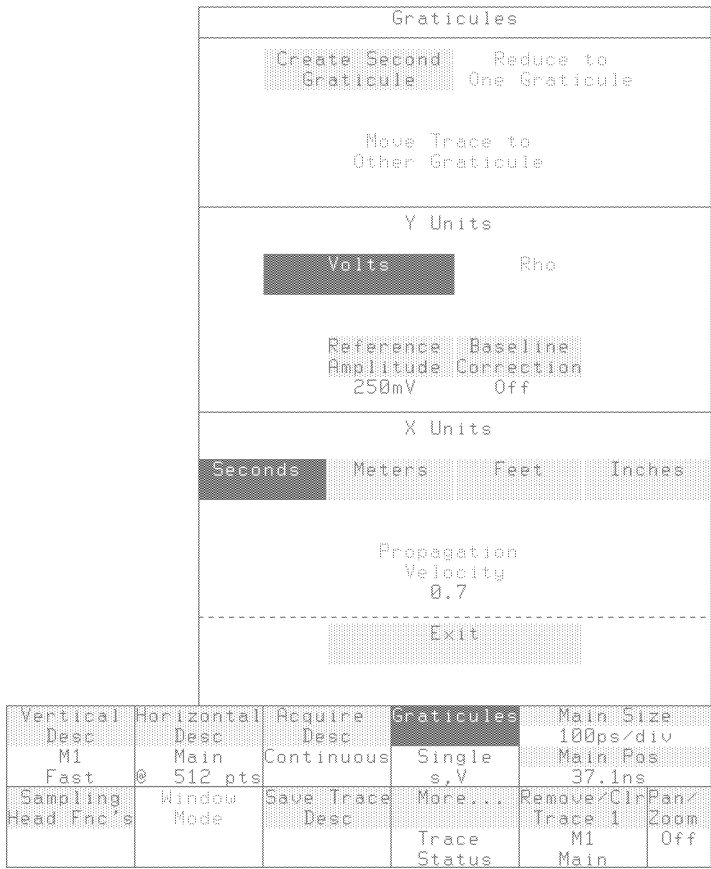 Graticules
Create Second Reduce to
Graticule One Graticule
Move Trace to
Other Graticule
Y Units
Volts Rho
Reference Baseline
Amplitude Correction
250mV Off
X Units
Seconds Meters Feet Inches
Propagation
Velocity
0.7
Exit
Vertical Horizontal Acquire Graticules Main Size
Desc Desc Desc 100ps/div
M1 Main Continuous Single Main Pos
Fast @ 512 pts s,V 37.1ns
Sampling Window Save Trace More... Remove/Clr Pan/
Head Fnc's Mode Desc Trace 1 Zoom
Trace M1 Off
Status Main